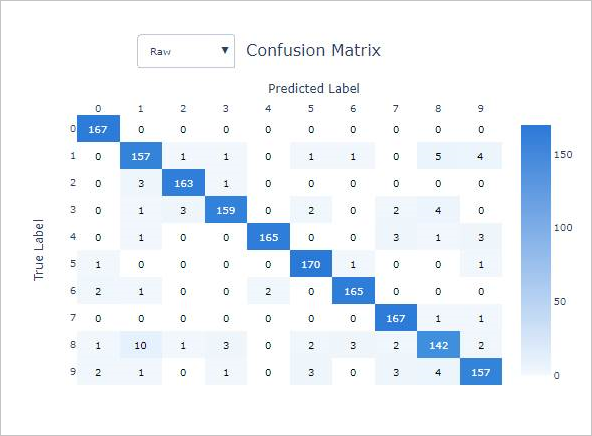 Raw ▼ Confusion Matrix
Predicted Label
0 1 2 3 4 5 6 7 8 9
0 167 0 0 0 0 0 0 0 0 0
1 0 157 1 1 0 1 1 0 5 4
2 0 3 163 1 0 0 0 0 0 0
3 0 1 3 159 0 2 0 2 4 0
4 0 1 0 0 165 0 0 3 1 3
5 1 0 0 0 0 170 1 0 0 1
6 2 1 0 0 2 0 165 0 0 0
7 0 0 0 0 0 0 0 167 1 1
8 1 10 1 3 0 2 3 2 142 2
9 2 1 0 1 0 3 0 3 4 157
True Label
150
100
50
0